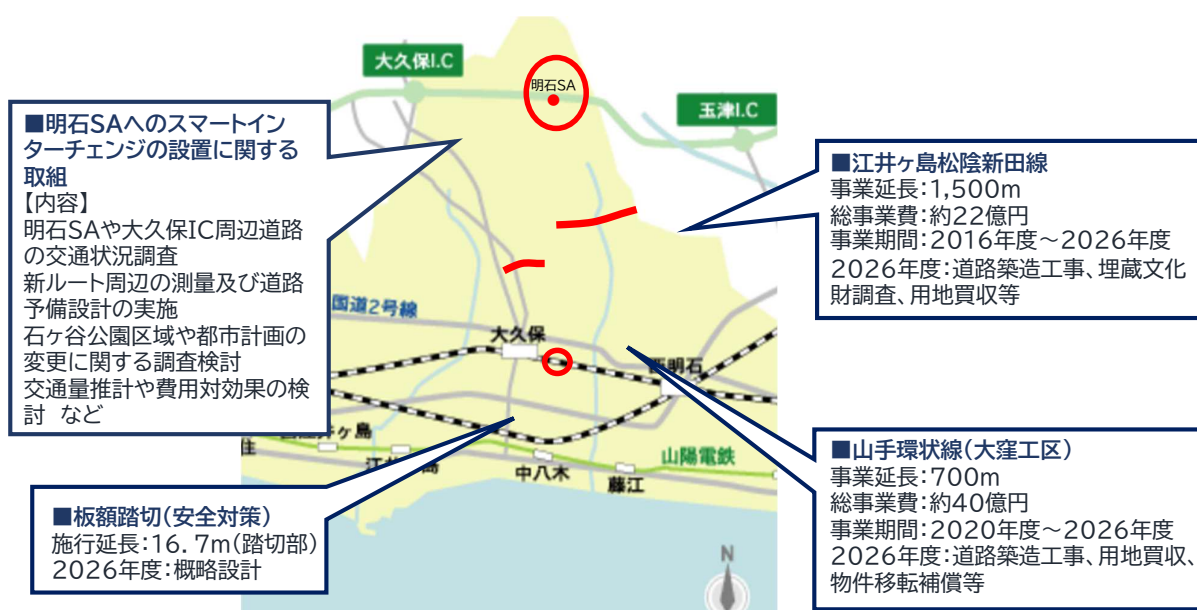 大久保I.C
明石SA
玉津I.C
■明石SAへのスマートイン
ターチェンジの設置に関する
取組
【内容】
明石SAや大久保IC周辺道路
の交通状況調査
新ルート周辺の測量及び道路
予備設計の実施
石ヶ谷公園区域や都市計画の
変更に関する調査検討
交通量推計や費用対効果の検
討 など
■江井ヶ島松陰新田線
事業延長:1,500m
総事業費:約22億円
事業期間:2016年度~2026年度
2026年度:道路築造工事、埋蔵文化
財調査、用地買収等
国道2号線
大久保
西明石
山陽電鉄
中八木
藤江
■板額踏切(安全対策)
施行延長:16.7m(踏切部)
2026年度:概略設計
■山手環状線(大窪工区)
事業延長:700m
総事業費:約40億円
事業期間:2020年度~2026年度
2026年度:道路築造工事、用地買収、
物件移転補償等
N